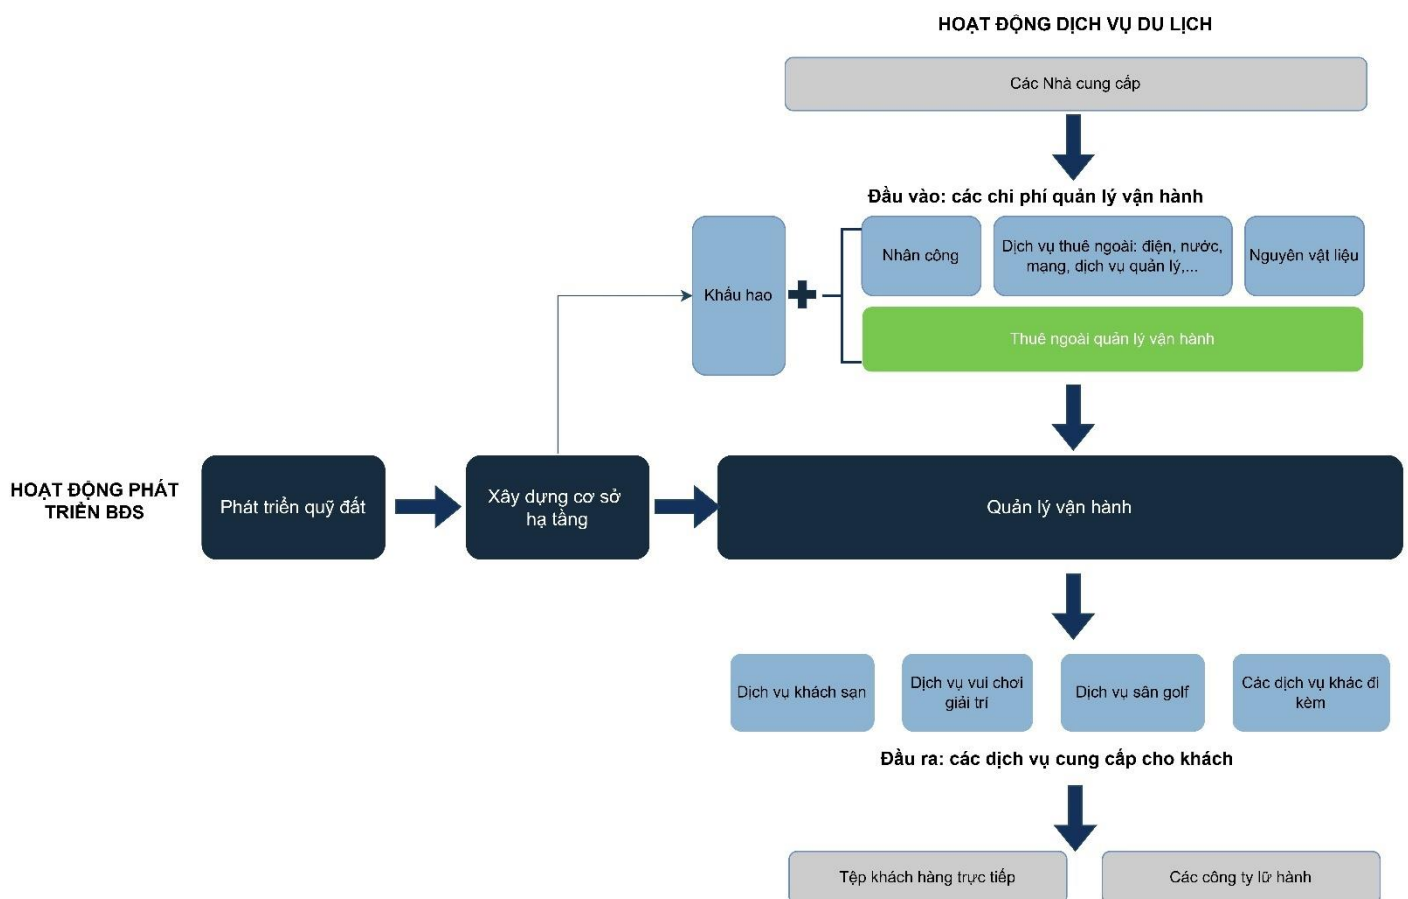 HOẠT ĐỘNG DỊCH VỤ DU LỊCH
Các Nhà cung cấp
Đầu vào: các chi phí quản lý vận hành
Khấu hao
Nhân công
Dịch vụ thuê ngoài: điện, nước,
mạng, dịch vụ quản lý,...
Nguyên vật liệu
Thuê ngoài quản lý vận hành
HOẠT ĐỘNG PHÁT
TRIỂN BĐS
Phát triển quỹ đất
Xây dựng cơ sở
hạ tầng
Quản lý vận hành
Dịch vụ khách sạn
Dịch vụ vui chơi
giải trí
Dịch vụ sân golf
Các dịch vụ khác đi
kèm
Đầu ra: các dịch vụ cung cấp cho khách
Tệp khách hàng trực tiếp
Các công ty lữ hành